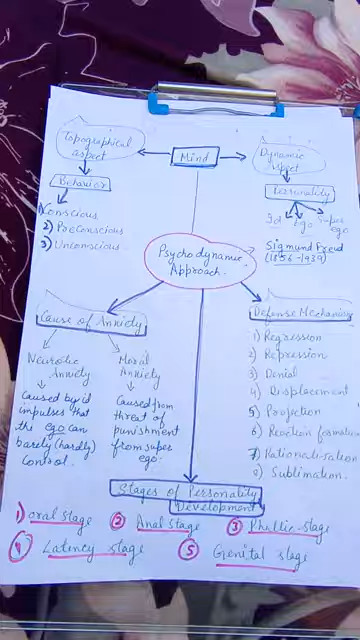 Topographical aspect
Mind
Dynamic Aspect
Behavior
1) Conscious
2) Preconscious
3) Unconscious.
Personality
Id
Ego
Super ego
Psychodynamic Approach.
Sigmund Freud
(1856-1939)
Cause of Anxiety
Neurotic Anxiety
Caused by id
impulses that
the ego can
barely (hardly)
control.
Moral Anxiety
Caused from
threat of
punishment
from super
ego.
Defense Mechanism
1) Regression
2) Repression
3) Denial
4) Displacement
5) Projection
6) Reaction formation
7) Rationalisation
8) Sublimation.
Stages of Personality
Development
1) oral stage
2 Anal stage
3 Phallic stage
4 Latency stage
5 Genital stage